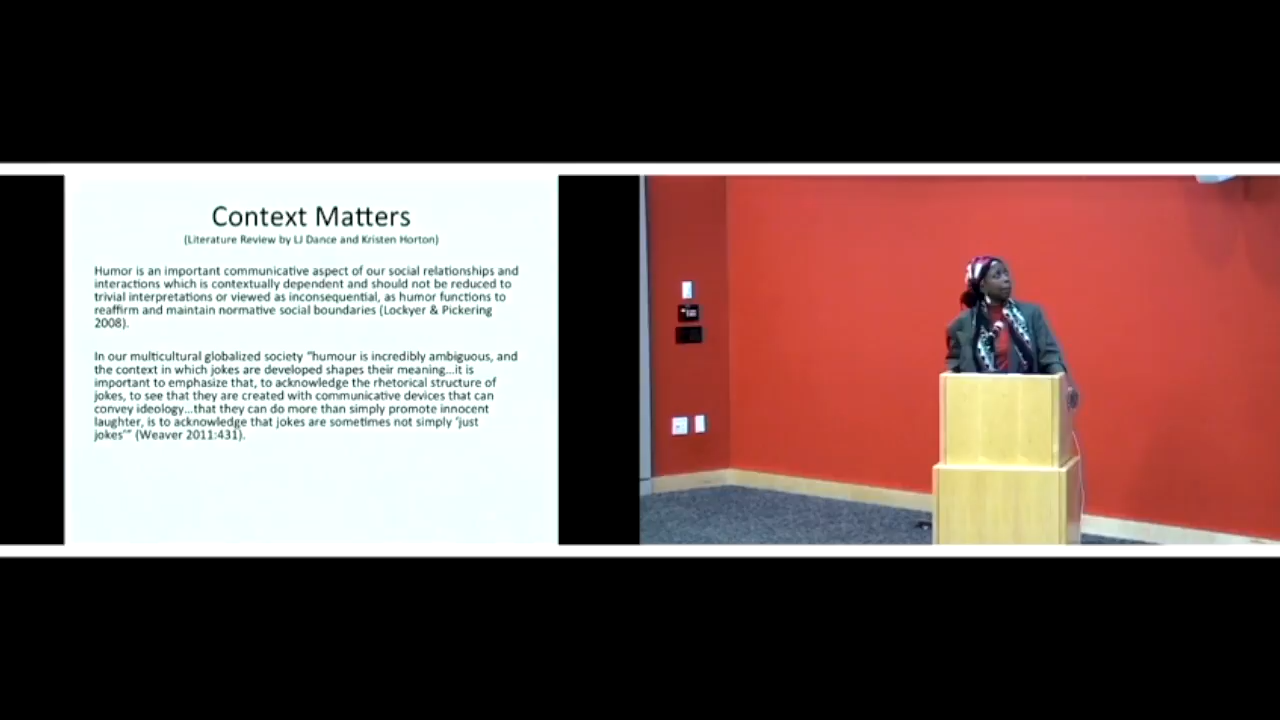 Context Matters
(Literature Review by LJ Dance and Kristen Horton)
Humor is an important communicative aspect of our social relationships and
interactions which is contextually dependent and should not be reduced to
trivial interpretations or viewed as inconsequential, as humor functions to
reaffirm and maintain normative social boundaries (Lockyer & Pickering
2008).
In our multicultural globalized society “humour is incredibly ambiguous, and
the context in which jokes are developed shapes their meaning…it is
important to emphasize that, to acknowledge the rhetorical structure of
jokes, to see that they are created with communicative devices that can
convey ideology…that they can do more than simply promote innocent
laughter, is to acknowledge that jokes are sometimes not simply ‘just
jokes’” (Weaver 2011:431).